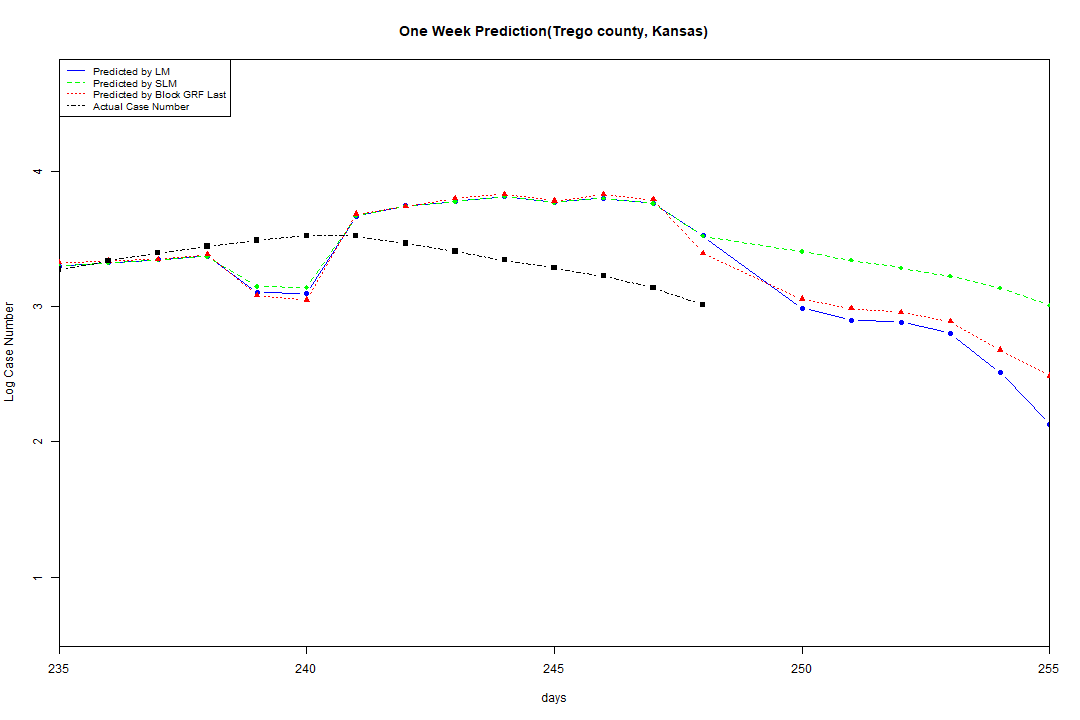 One Week Prediction(Trego county, Kansas)
Predicted by LM
Predicted by SLM
Predicted by Block GRF Last
Actual Case Number
4
3
2
1
Log Case Number
235
240
245
250
255
days